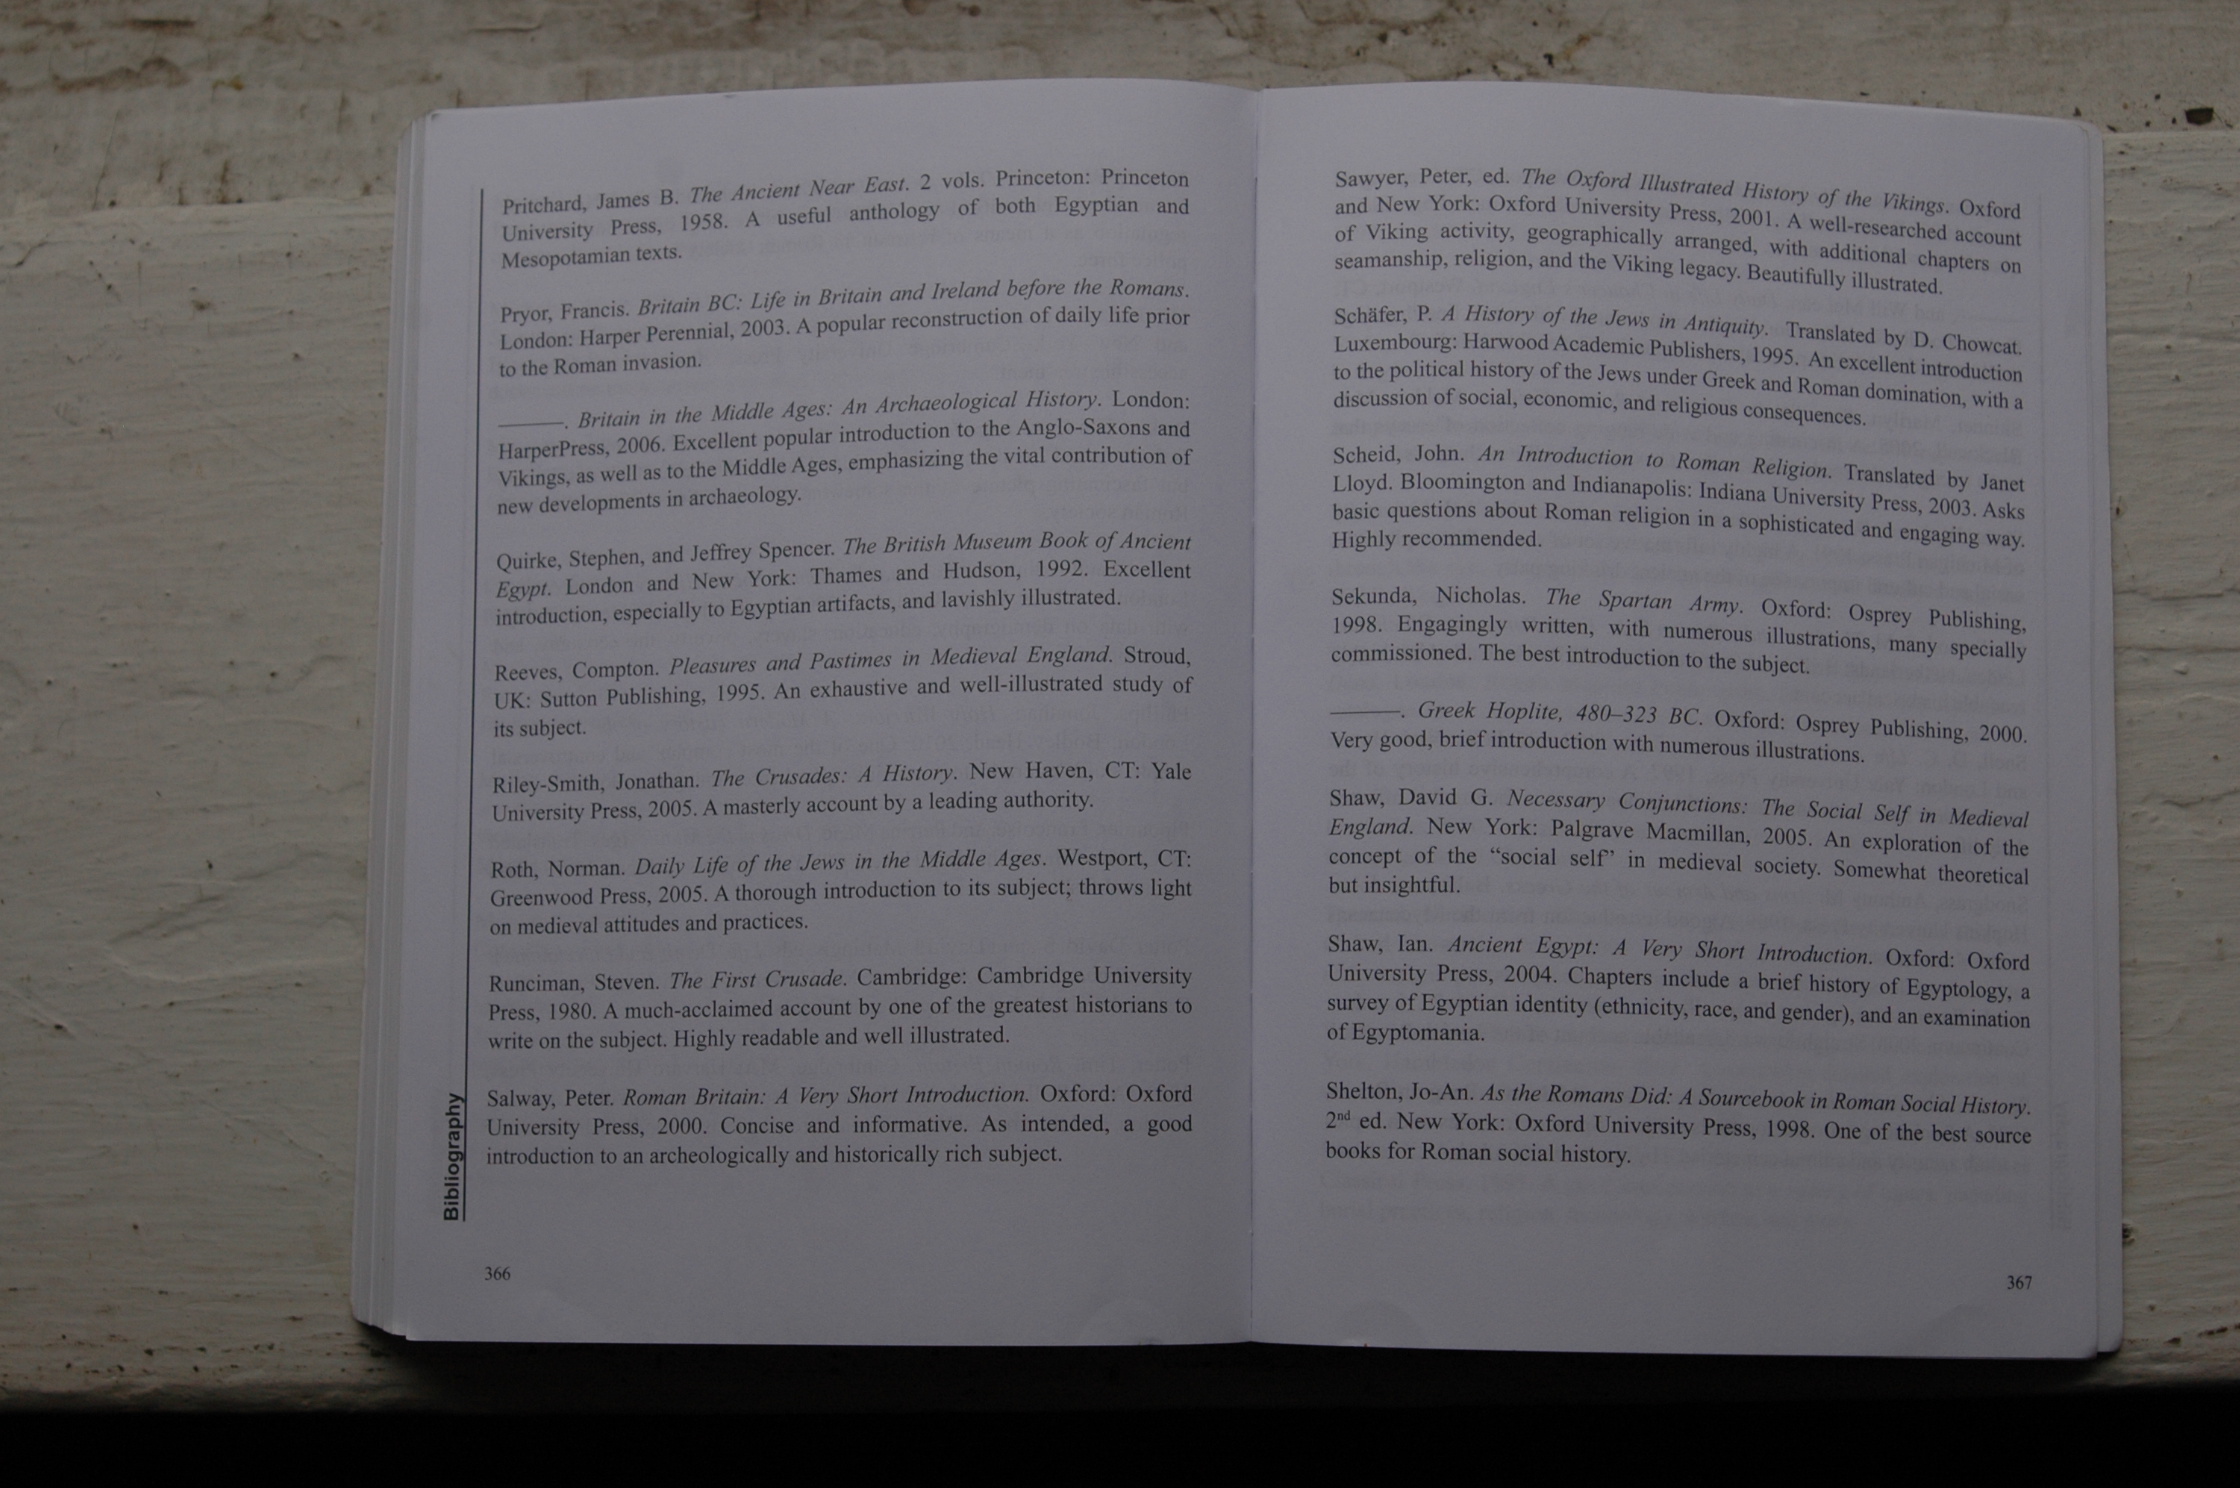 Pritchard, James B. The Ancient Near East. 2 vols. Princeton: Princeton
University Press, 1958. A useful anthology of both Egyptian and
Mesopotamian texts.
Pryor, Francis. Britain BC: Life in Britain and Ireland before the Romans.
London: Harper Perennial, 2003. A popular reconstruction of daily life prior
to the Roman invasion.
———. Britain in the Middle Ages: An Archaeological History. London:
HarperPress, 2006. Excellent popular introduction to the Anglo-Saxons and
Vikings, as well as to the Middle Ages, emphasizing the vital contribution of
new developments in archaeology.
Quirke, Stephen, and Jeffrey Spencer. The British Museum Book of Ancient
Egypt. London and New York: Thames and Hudson, 1992. Excellent
introduction, especially to Egyptian artifacts, and lavishly illustrated.
Reeves, Compton. Pleasures and Pastimes in Medieval England. Stroud,
UK: Sutton Publishing, 1995. An exhaustive and well-illustrated study of
its subject.
Riley-Smith, Jonathan. The Crusades: A History. New Haven, CT: Yale
University Press, 2005. A masterly account by a leading authority.
Roth, Norman. Daily Life of the Jews in the Middle Ages. Westport, CT:
Greenwood Press, 2005. A thorough introduction to its subject; throws light
on medieval attitudes and practices.
Runciman, Steven. The First Crusade. Cambridge: Cambridge University
Press, 1980. A much-acclaimed account by one of the greatest historians to
write on the subject. Highly readable and well illustrated.
Salway, Peter. Roman Britain: A Very Short Introduction. Oxford: Oxford
University Press, 2000. Concise and informative. As intended, a good
introduction to an archeologically and historically rich subject.
Bibliography
366
Sawyer, Peter, ed. The Oxford Illustrated History of the Vikings. Oxford
and New York: Oxford University Press, 2001. A well-researched account
of Viking activity, geographically arranged, with additional chapters on
seamanship, religion, and the Viking legacy. Beautifully illustrated.
Schäfer, P. A History of the Jews in Antiquity. Translated by D. Chowcat.
Luxembourg: Harwood Academic Publishers, 1995. An excellent introduction
to the political history of the Jews under Greek and Roman domination, with a
discussion of social, economic, and religious consequences.
Scheid, John. An Introduction to Roman Religion. Translated by Janet
Lloyd. Bloomington and Indianapolis: Indiana University Press, 2003. Asks
basic questions about Roman religion in a sophisticated and engaging way.
Highly recommended.
Sekunda, Nicholas. The Spartan Army. Oxford: Osprey Publishing,
1998. Engagingly written, with numerous illustrations, many specially
commissioned. The best introduction to the subject.
———. Greek Hoplite, 480–323 BC. Oxford: Osprey Publishing, 2000.
Very good, brief introduction with numerous illustrations.
Shaw, David G. Necessary Conjunctions: The Social Self in Medieval
England. New York: Palgrave Macmillan, 2005. An exploration of the
concept of the “social self” in medieval society. Somewhat theoretical
but insightful.
Shaw, Ian. Ancient Egypt: A Very Short Introduction. Oxford: Oxford
University Press, 2004. Chapters include a brief history of Egyptology, a
survey of Egyptian identity (ethnicity, race, and gender), and an examination
of Egyptomania.
Shelton, Jo-An. As the Romans Did: A Sourcebook in Roman Social History.
2nd ed. New York: Oxford University Press, 1998. One of the best source
books for Roman social history.
367